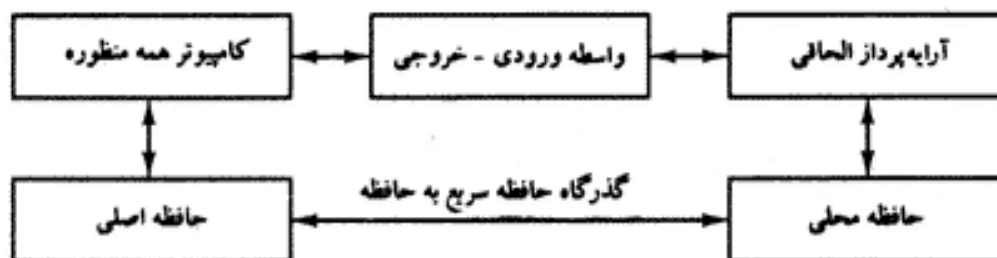 آرایه پرداز الحاقی
واسطه ورودی - خروجی
کامپیوتر همه منظوره
گذرگاه حافظه سریع به حافظه
حافظه محلی
حافظه اصلی